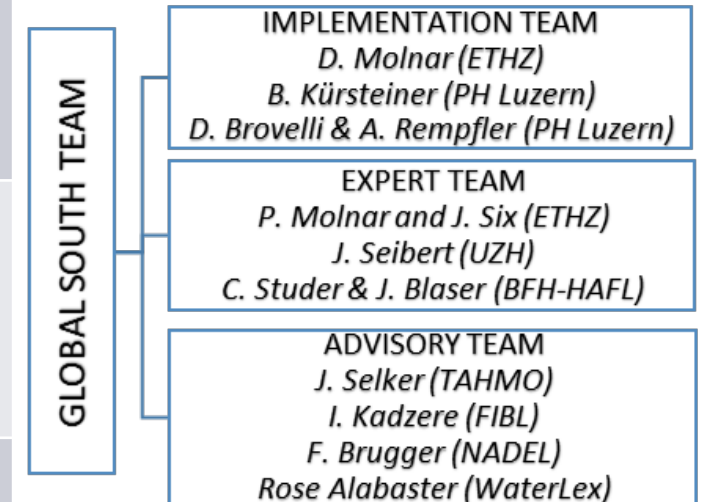 GLOBAL SOUTH TEAM
IMPLEMENTATION TEAM
D. Molnar (ETHZ)
B. Kürsteiner (PH Luzern)
D. Brovelli & A. Rempfler (PH Luzern)
EXPERT TEAM
P. Molnar and J. Six (ETHZ)
J. Seibert (UZH)
C. Studer & J. Blaser (BFH-HAFL)
ADVISORY TEAM
J. Selker (TAHMO)
I. Kadzere (FIBL)
F. Brugger (NADEL)
Rose Alabaster (WaterLex)